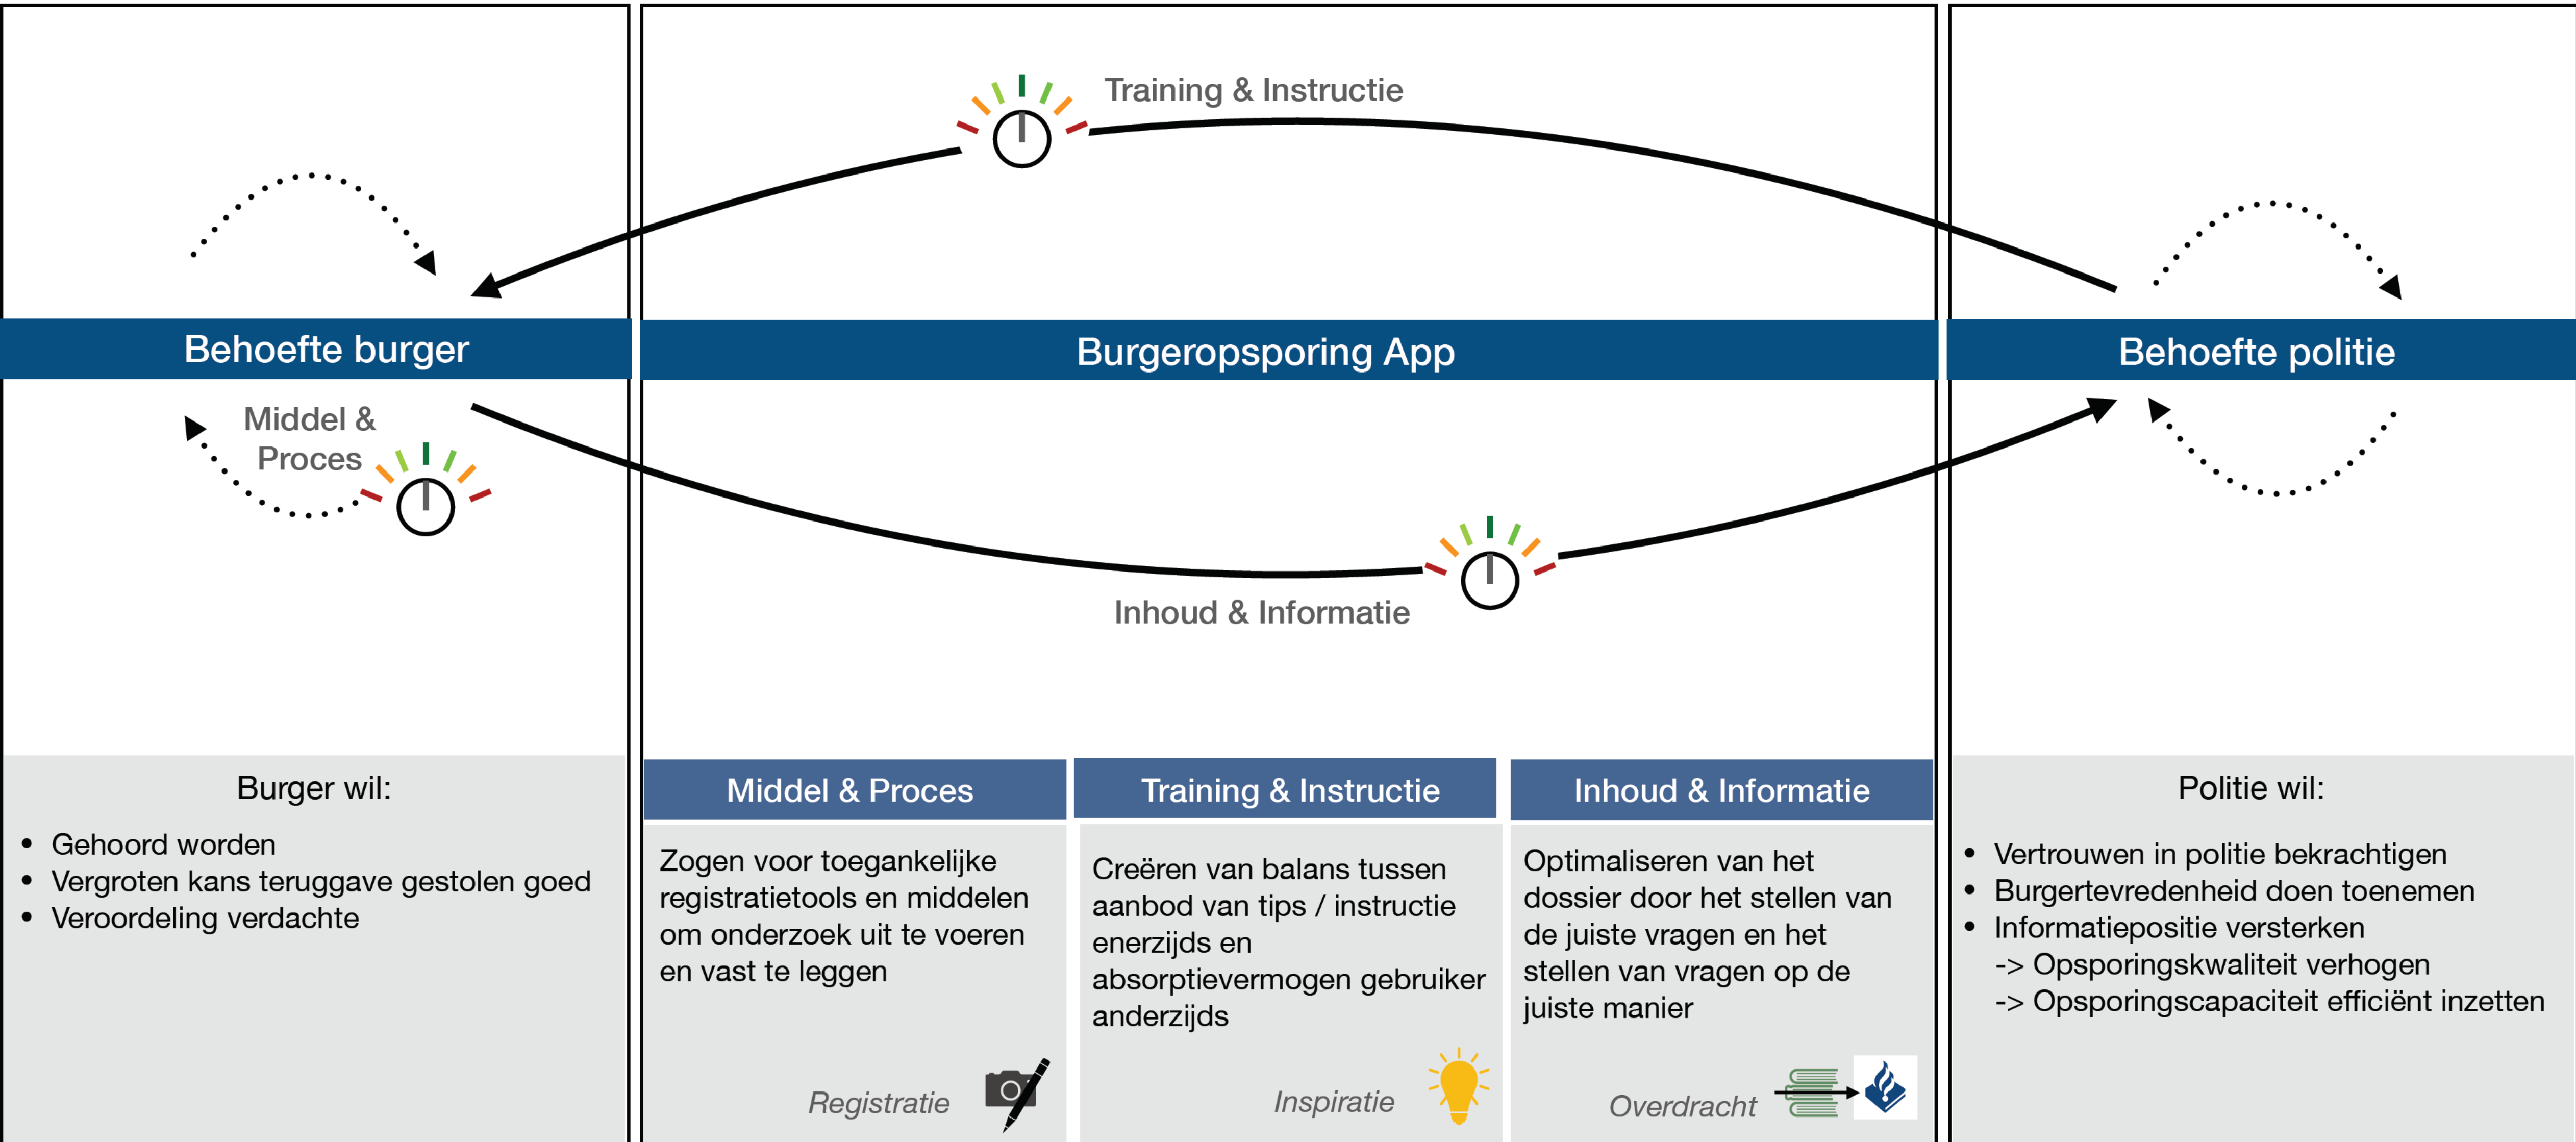 Training & Instructie
Behoefte burger
Burgeropsporing App
Behoefte politie
Middel &
Proces
Inhoud & Informatie
Burger wil:
• Gehoord worden
• Vergroten kans teruggave gestolen goed
• Veroordeling verdachte
Middel & Proces
Zogen voor toegankelijke
registratietools en middelen
om onderzoek uit te voeren
en vast te leggen
Registratie
Training & Instructie
Creëren van balans tussen
aanbod van tips / instructie
enerzijds en
absorptievermogen gebruiker
anderzijds
Inspiratie
Inhoud & Informatie
Optimaliseren van het
dossier door het stellen van
de juiste vragen en het
stellen van vragen op de
juiste manier
Overdracht
Politie wil:
• Vertrouwen in politie bekrachtigen
• Burgertevredenheid doen toenemen
• Informatiepositie versterken
-> Opsporingskwaliteit verhogen
-> Opsporingscapaciteit efficiënt inzetten